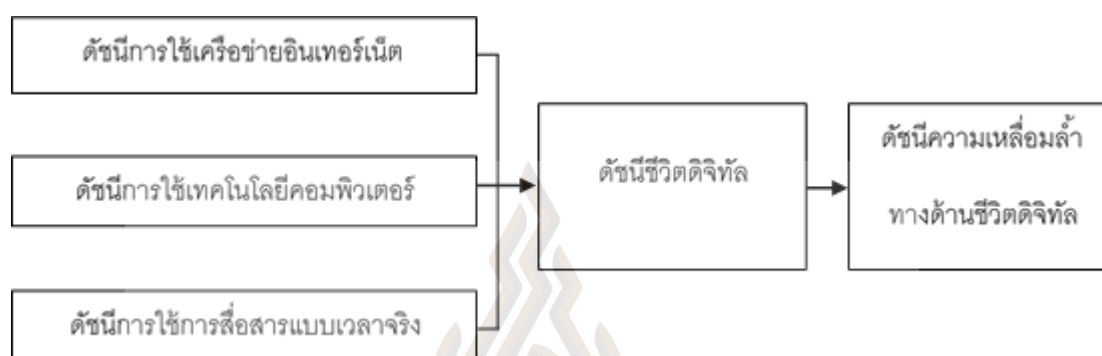 ดัชนีการใช้เครือข่ายอินเทอร์เน็ต
ดัชนีการใช้เทคโนโลยีคอมพิวเตอร์
ดัชนีการใช้การสื่อสารแบบเวลาจริง
ดัชนีชีวิตดิจิทัล
ดัชนีความเหลื่อมล้ำ
ทางด้านชีวิตดิจิทัล